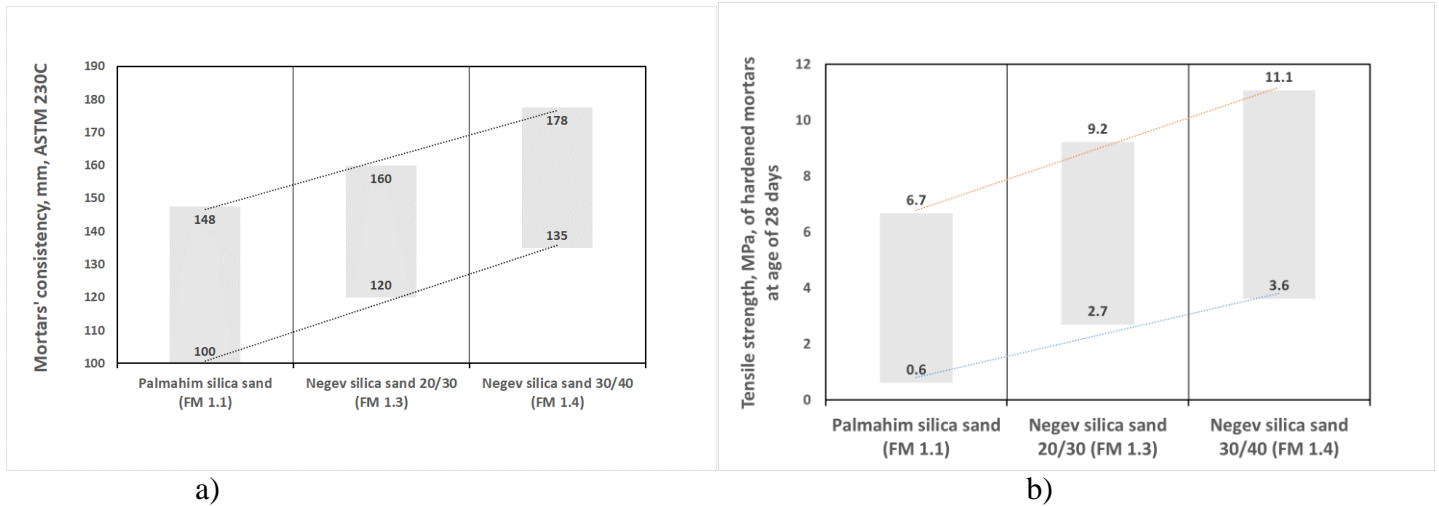 Mortars' consistency, mm, ASTM 230C
190
180
170
160
150
140
130
120
110
100
148
100
160
120
178
135
Palmahim silica sand
(FM 1.1)
Negev silica sand 20/30
(FM 1.3)
Negev silica sand 30/40
(FM 1.4)
a)
Tensile strength, MPa, of hardened mortars
at age of 28 days
12
10
8
6
4
2
0
6.7
0.6
9.2
2.7
11.1
3.6
Palmahim silica sand
(FM 1.1)
Negev silica sand
20/30 (FM 1.3)
Negev silica sand
30/40 (FM 1.4)
b)